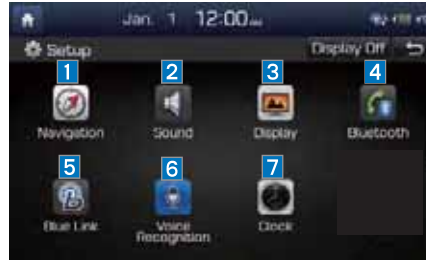 Jan. 1 12:00 AM
Setup Display Off
1 2 3 4
Navigation Sound Display Bluetooth
5 6 7
Blue Link Voice Recognition Clock